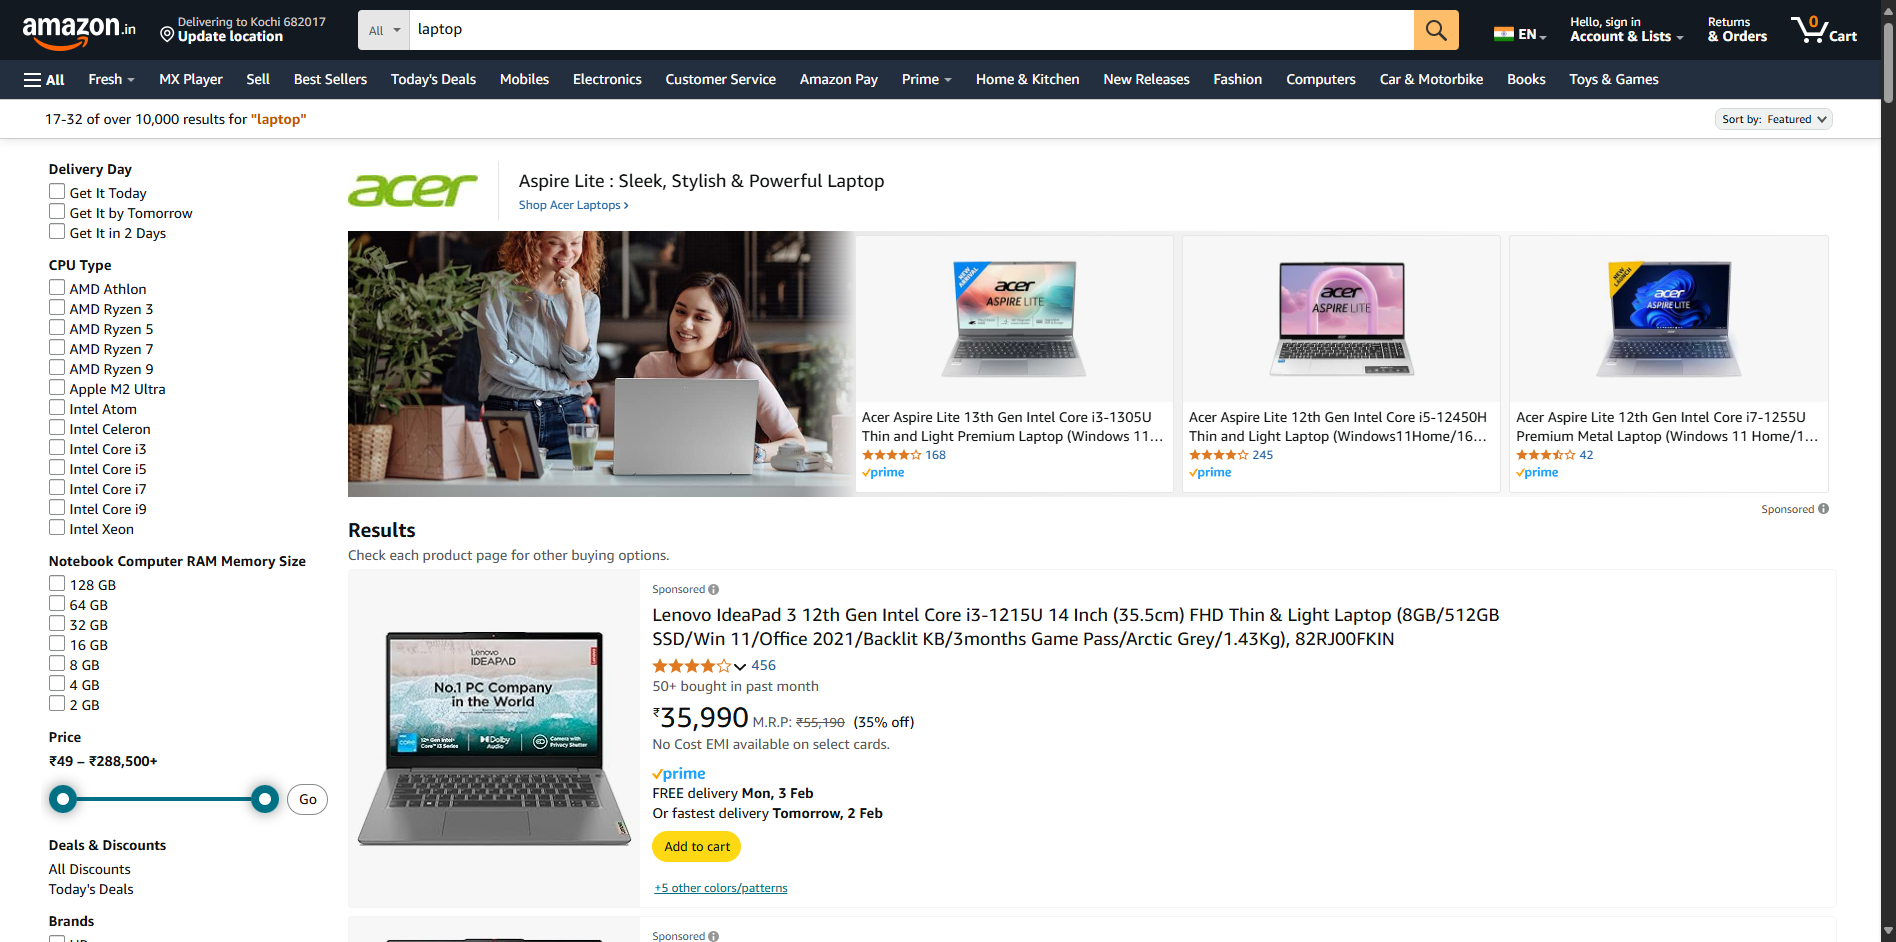 amazon.in
Delivering to Kochi 682017
Update location
All
laptop
EN
Hello, sign in
Account & Lists
Returns
& Orders
0
Cart
All
Fresh
MX Player
Sell
Best Sellers
Today's Deals
Mobiles
Electronics
Customer Service
Amazon Pay
Prime
Home & Kitchen
New Releases
Fashion
Computers
Car & Motorbike
Books
Toys & Games
17-32 of over 10,000 results for "laptop"
Sort by: Featured
Delivery Day
Get It Today
Get It by Tomorrow
Get It in 2 Days
CPU Type
AMD Athlon
AMD Ryzen 3
AMD Ryzen 5
AMD Ryzen 7
AMD Ryzen 9
Apple M2 Ultra
Intel Atom
Intel Celeron
Intel Core i3
Intel Core i5
Intel Core i7
Intel Core i9
Intel Xeon
Notebook Computer RAM Memory Size
128 GB
64 GB
32 GB
16 GB
8 GB
4 GB
2 GB
Price
₹49 – ₹288,500+
Go
Deals & Discounts
All Discounts
Today's Deals
Brands
acer
Aspire Lite : Sleek, Stylish & Powerful Laptop
Shop Acer Laptops ›
NEW
ARRIVAL
acer
ASPIRE LITE
Acer Aspire Lite 13th Gen Intel Core i3-1305U
Thin and Light Premium Laptop (Windows 11…
168
prime
acer
ASPIRE LITE
Acer Aspire Lite 12th Gen Intel Core i5-12450H
Thin and Light Laptop (Windows11Home/16…
245
prime
NEW
LAUNCH
acer
ASPIRE LITE
Acer Aspire Lite 12th Gen Intel Core i7-1255U
Premium Metal Laptop (Windows 11 Home/1…
42
prime
Sponsored
Results
Check each product page for other buying options.
Lenovo
IDEAPAD
No.1 PC Company
in the World
12th Gen Intel
Core i3 Series
Dolby
Audio
Camera with
Privacy Shutter
Sponsored
Lenovo IdeaPad 3 12th Gen Intel Core i3-1215U 14 Inch (35.5cm) FHD Thin & Light Laptop (8GB/512GB
SSD/Win 11/Office 2021/Backlit KB/3months Game Pass/Arctic Grey/1.43Kg), 82RJ00FKIN
456
50+ bought in past month
₹35,990 M.R.P: ₹55,190 (35% off)
No Cost EMI available on select cards.
prime
FREE delivery Mon, 3 Feb
Or fastest delivery Tomorrow, 2 Feb
Add to cart
+5 other colors/patterns
Sponsored